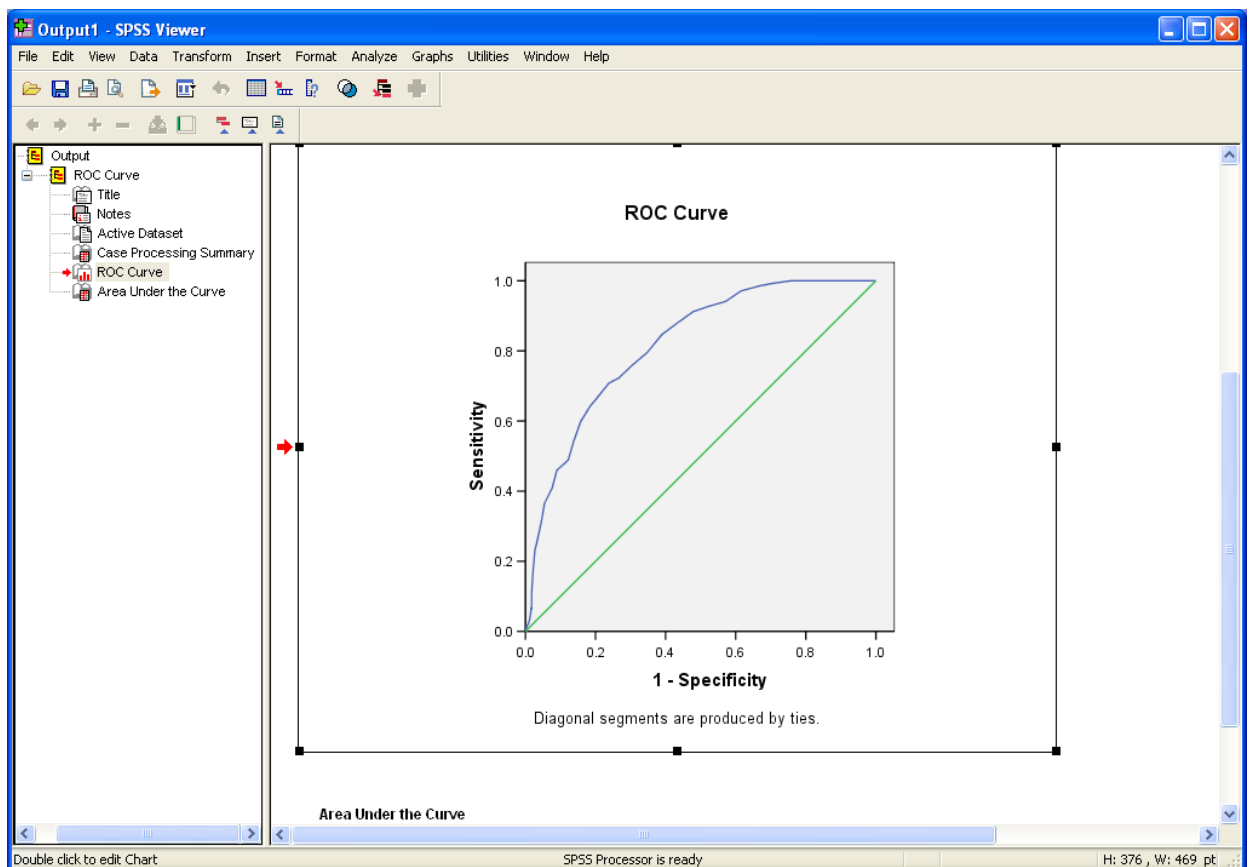 Output1 - SPSS Viewer
File Edit View Data Transform Insert Format Analyze Graphs Utilities Window Help
Output
ROC Curve
Title
Notes
Active Dataset
Case Processing Summary
ROC Curve
Area Under the Curve
ROC Curve
1.0
0.8
0.6
0.4
0.2
0.0
Sensitivity
0.0 0.2 0.4 0.6 0.8 1.0
1 - Specificity
Diagonal segments are produced by ties.
Area Under the Curve
Double click to edit Chart
SPSS Processor is ready
H: 376 , W: 469 pt